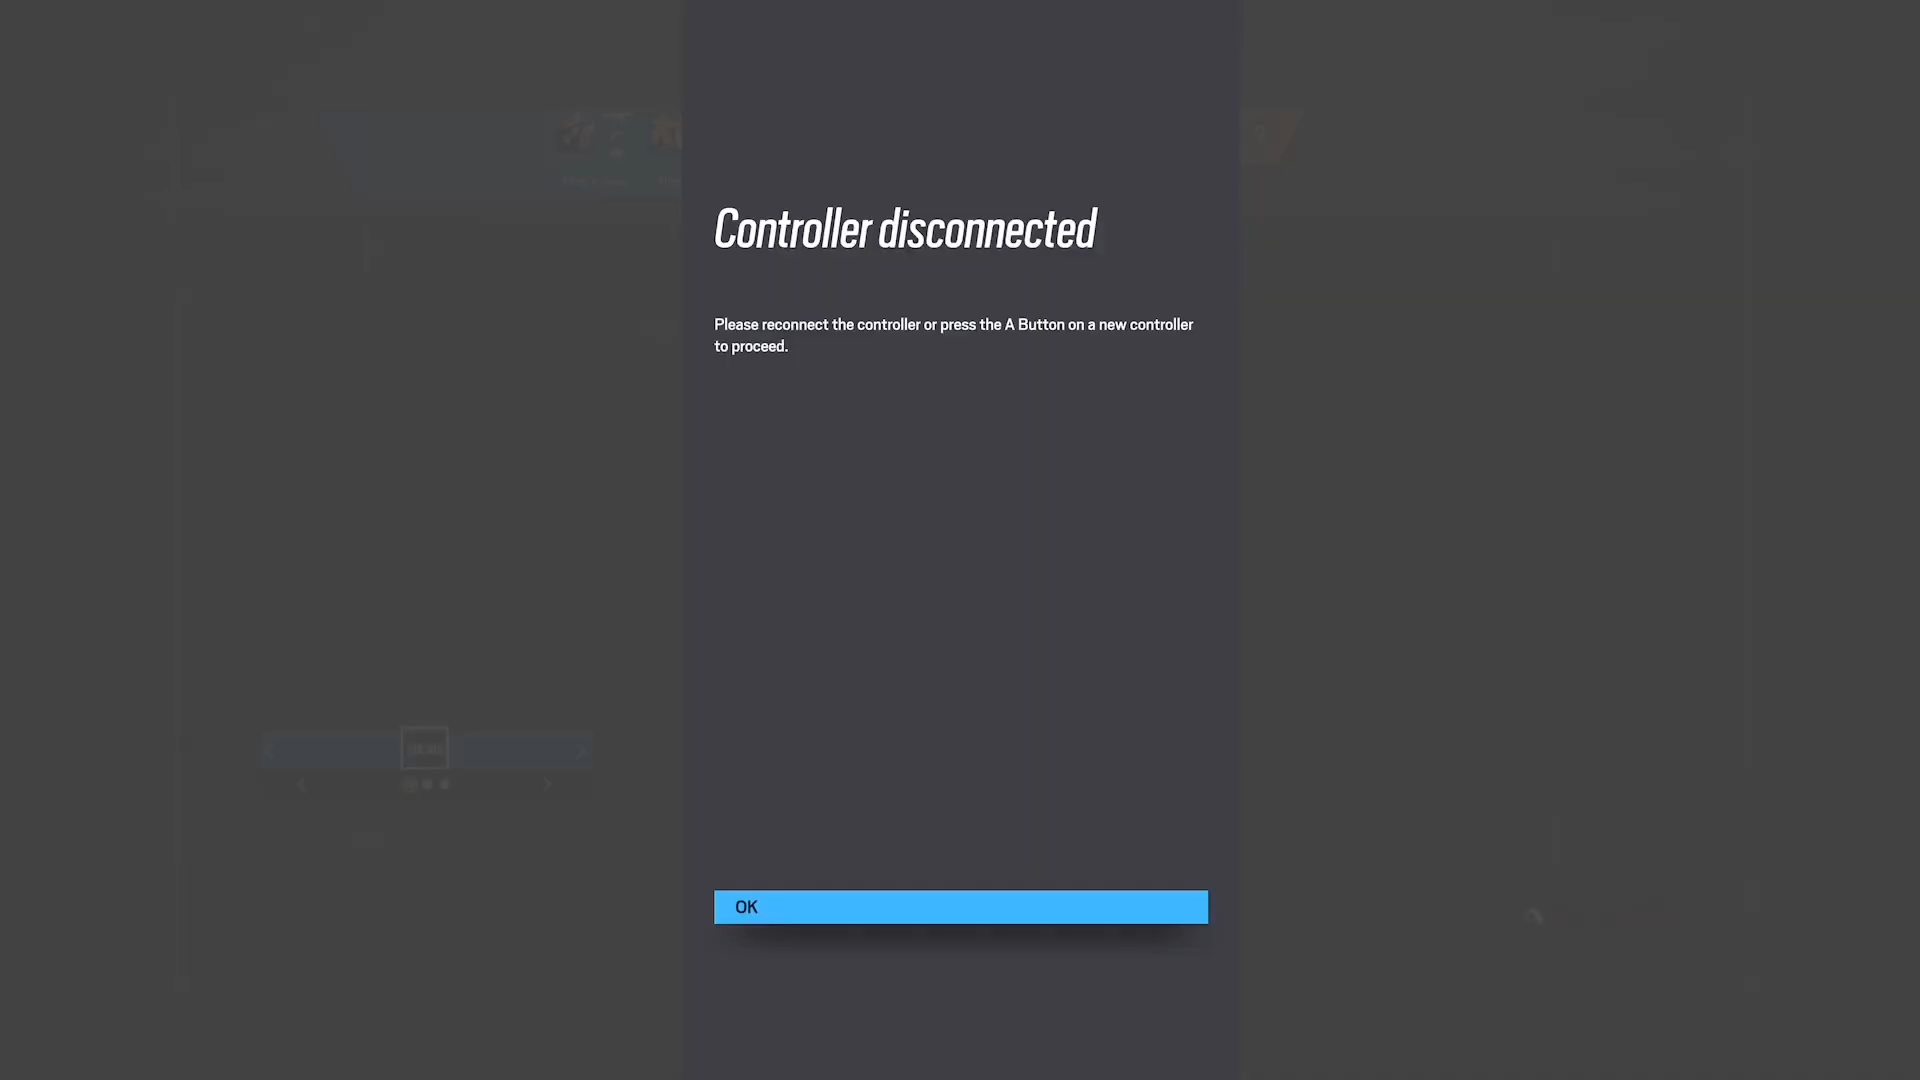 Controller disconnected
Please reconnect the controller or press the A Button on a new controller
to proceed.
OK